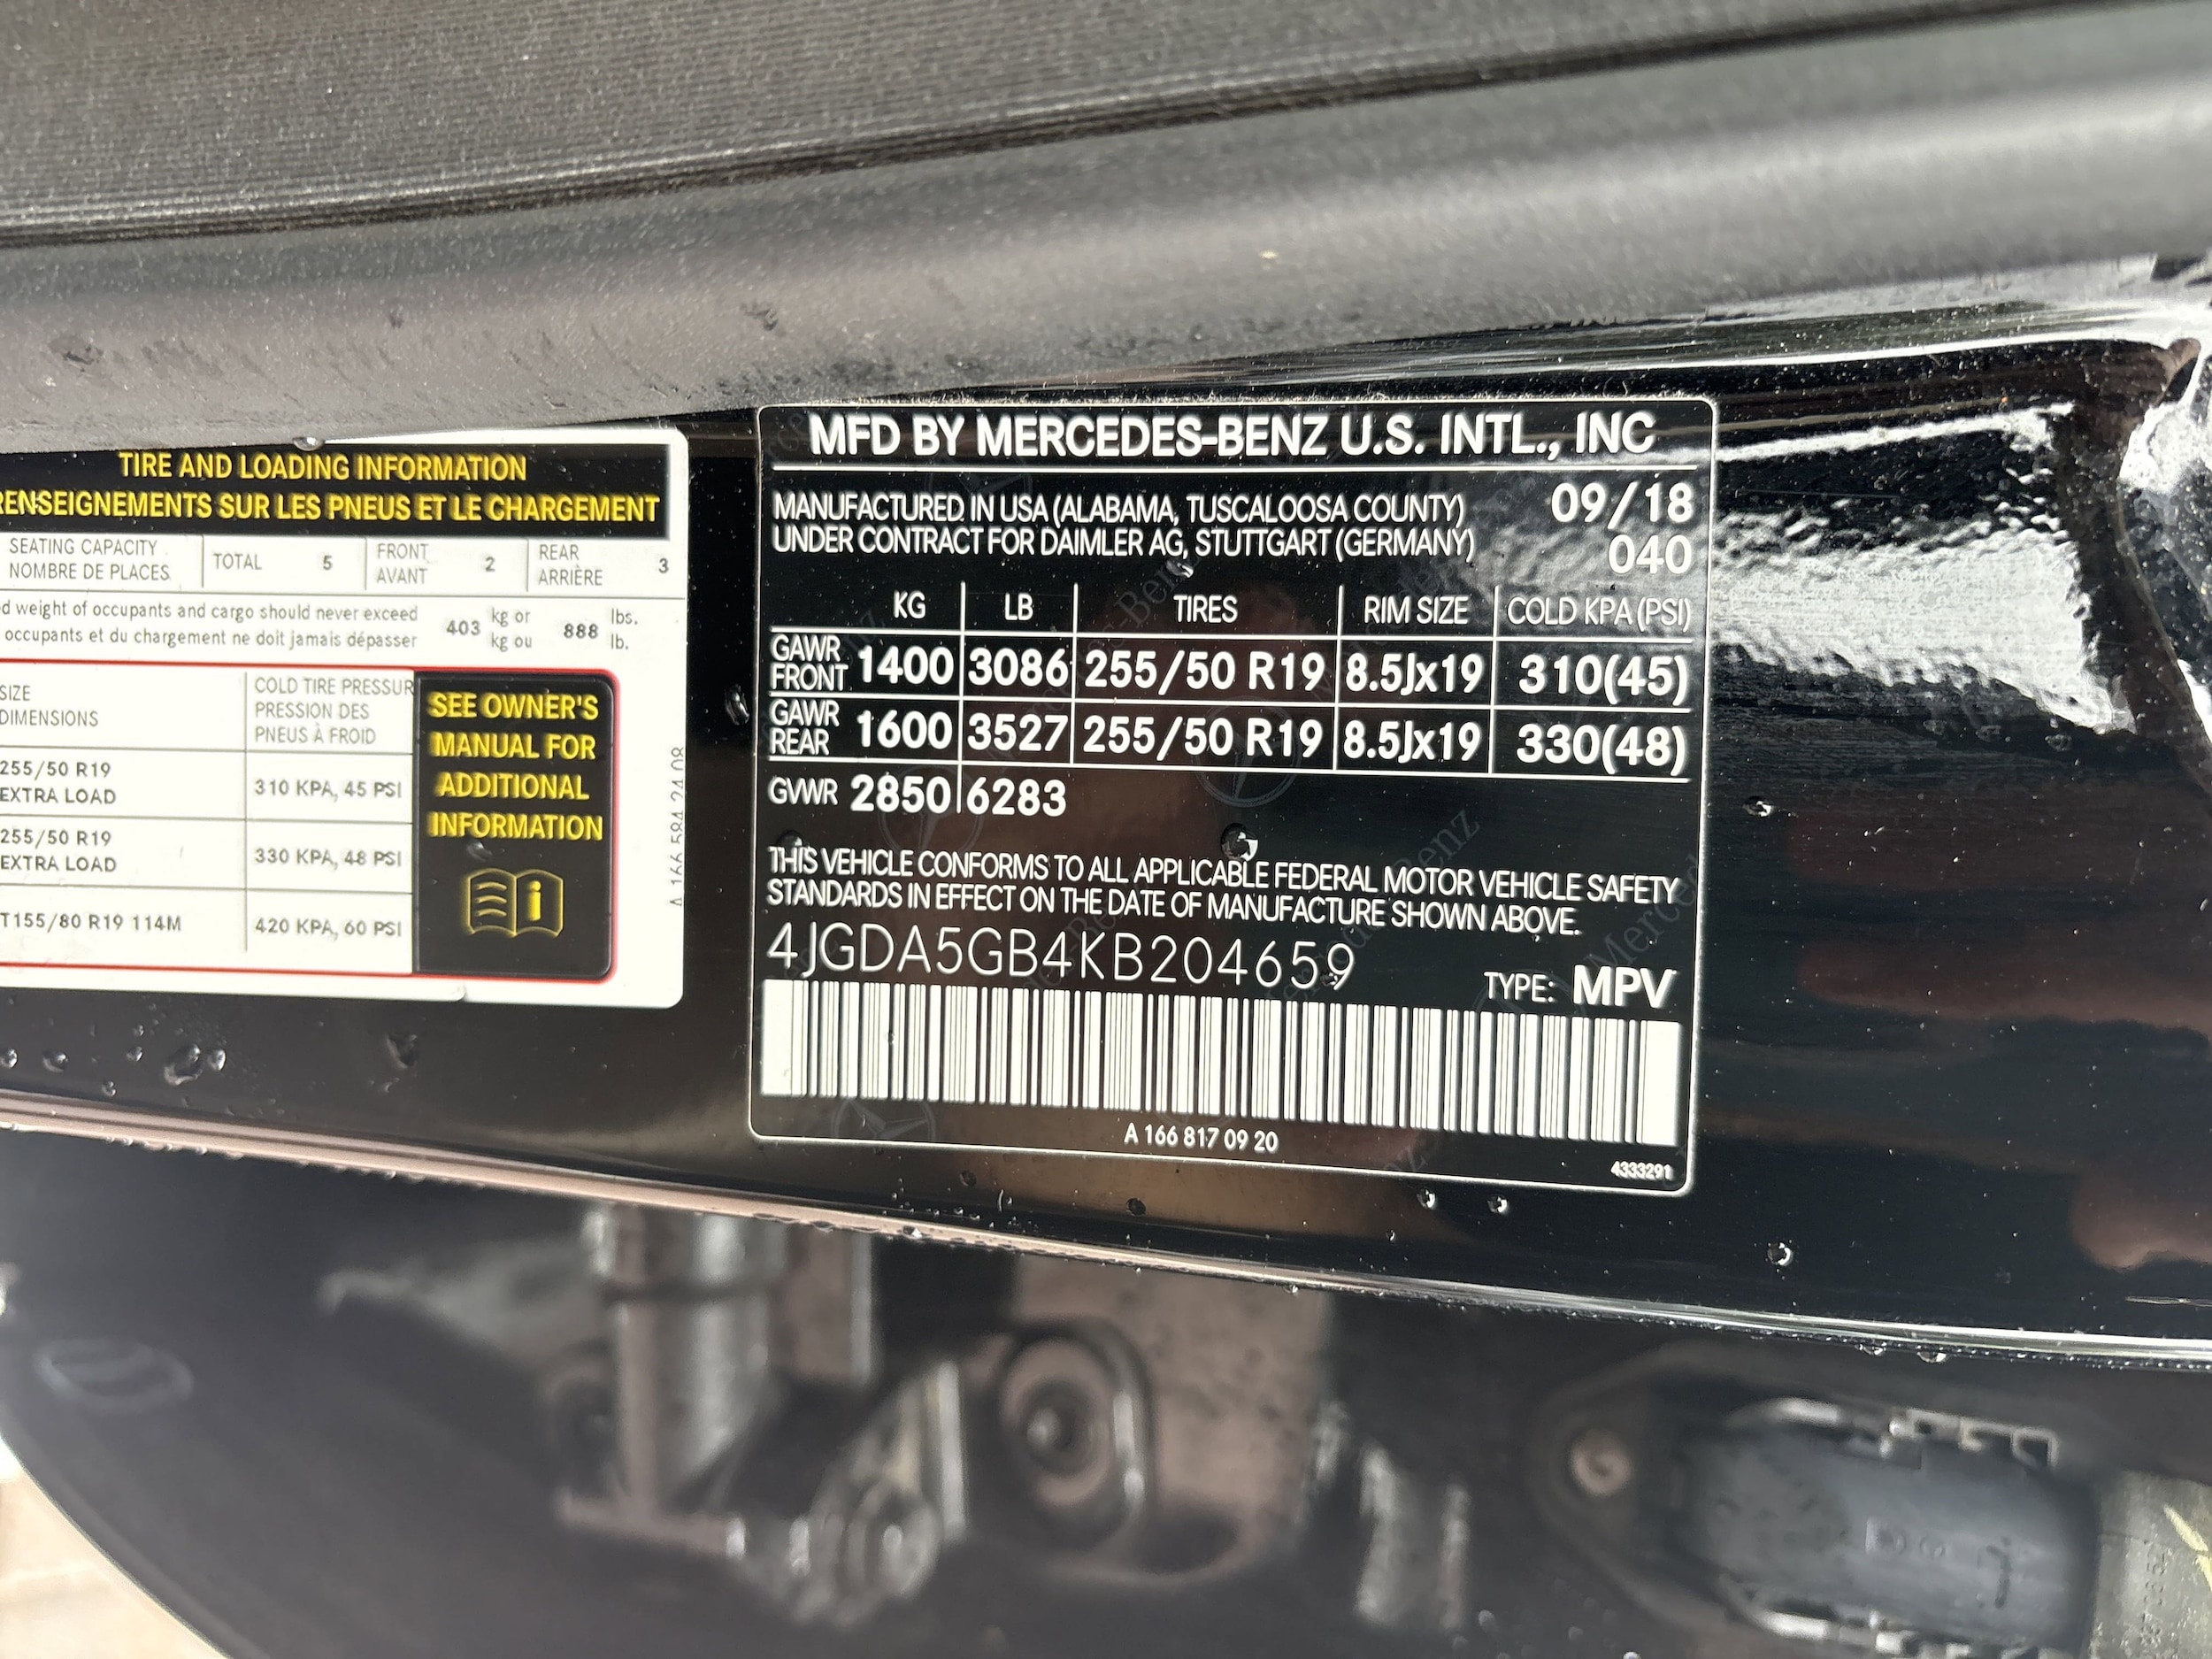 TIRE AND LOADING INFORMATION
RENSEIGNEMENTS SUR LES PNEUS ET LE CHARGEMENT
SEATING CAPACITY
NOMBRE DE PLACES
TOTAL 5
FRONT
AVANT
2
REAR
ARRIÈRE
3
weight of occupants and cargo should never exceed
occupants et du chargement ne doit jamais dépasser
403
kg or
kg ou
888
lbs.
lb.
SIZE
DIMENSIONS
COLD TIRE PRESSUR
PRESSION DES
PNEUS À FROID
255/50 R19
EXTRA LOAD
310 KPA, 45 PSI
255/50 R19
EXTRA LOAD
330 KPA, 48 PSI
T155/80 R19 114M
420 KPA, 60 PSI
SEE OWNER'S
MANUAL FOR
ADDITIONAL
INFORMATION
A 166 584 24 08
MFD BY MERCEDES-BENZ U.S. INTL., INC
MANUFACTURED IN USA (ALABAMA, TUSCALOOSA COUNTY)
UNDER CONTRACT FOR DAIMLER AG, STUTTGART (GERMANY)
09/18
040
KG LB TIRES RIM SIZE COLD KPA (PSI)
GAWR
FRONT
1400 3086 255/50 R19 8.5Jx19 310(45)
GAWR
REAR
1600 3527 255/50 R19 8.5Jx19 330(48)
GVWR 2850 6283
THIS VEHICLE CONFORMS TO ALL APPLICABLE FEDERAL MOTOR VEHICLE SAFETY
STANDARDS IN EFFECT ON THE DATE OF MANUFACTURE SHOWN ABOVE.
4JGDA5GB4KB204659
TYPE: MPV
A 166 817 09 20
4333291